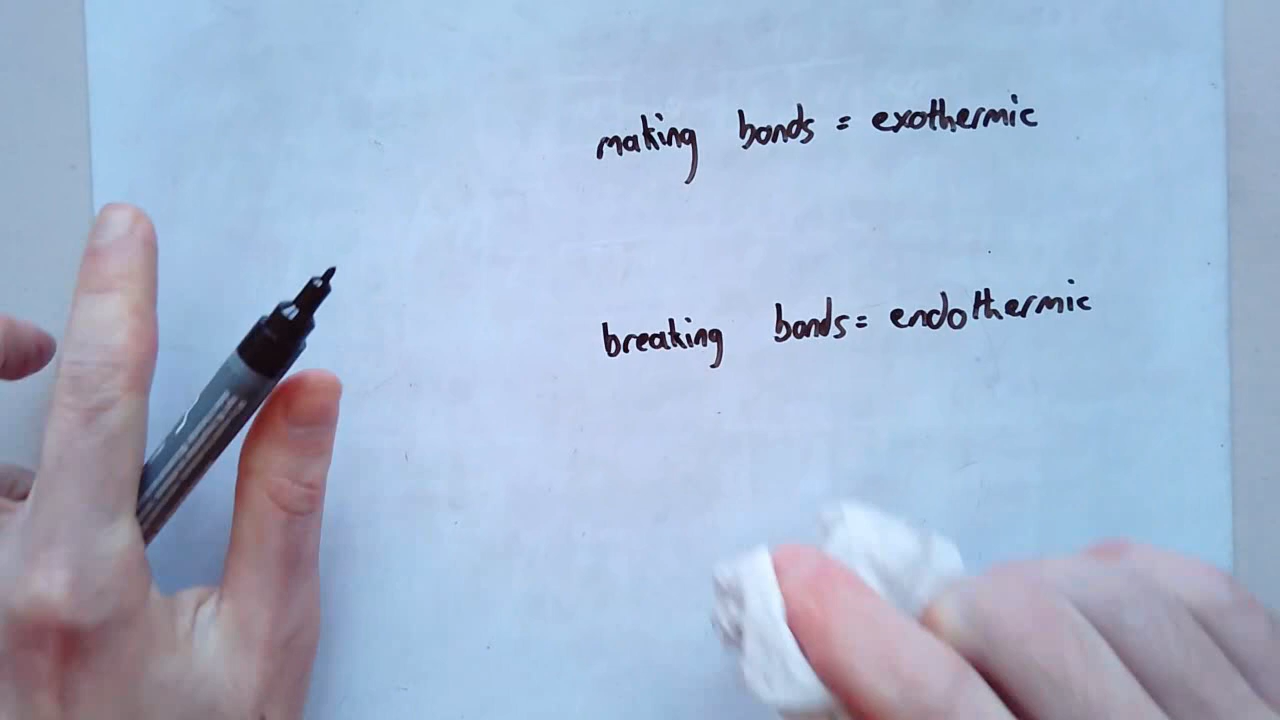 making bonds = exothermic
breaking bonds = endothermic